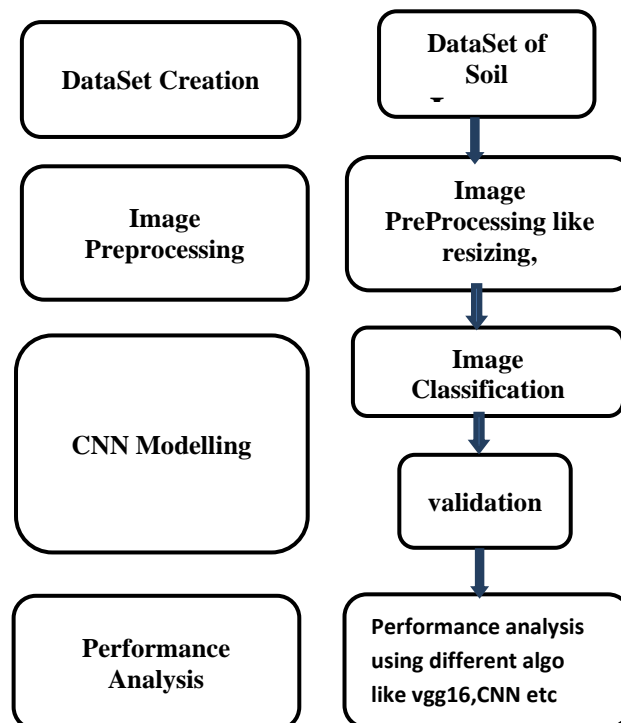 DataSet Creation
DataSet of
Soil
Image
Preprocessing
Image
PreProcessing like
resizing,
CNN Modelling
Image
Classification
validation
Performance
Analysis
Performance analysis
using different algo
like vgg16,CNN etc